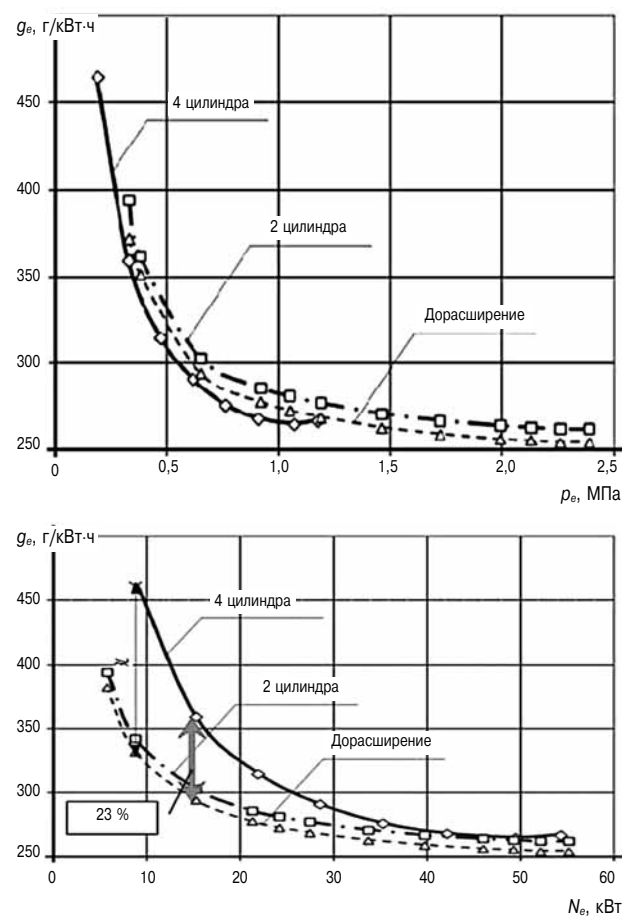 gₑ, г/кВт·ч
450
400
350
300
250
4 цилиндра
2 цилиндра
Дорасширение
0
0,5
1,0
1,5
2,0
2,5
pₑ, МПа
gₑ, г/кВт·ч
450
400
350
300
250
4 цилиндра
2 цилиндра
Дорасширение
23 %
0
10
20
30
40
50
60
Nₑ, кВт